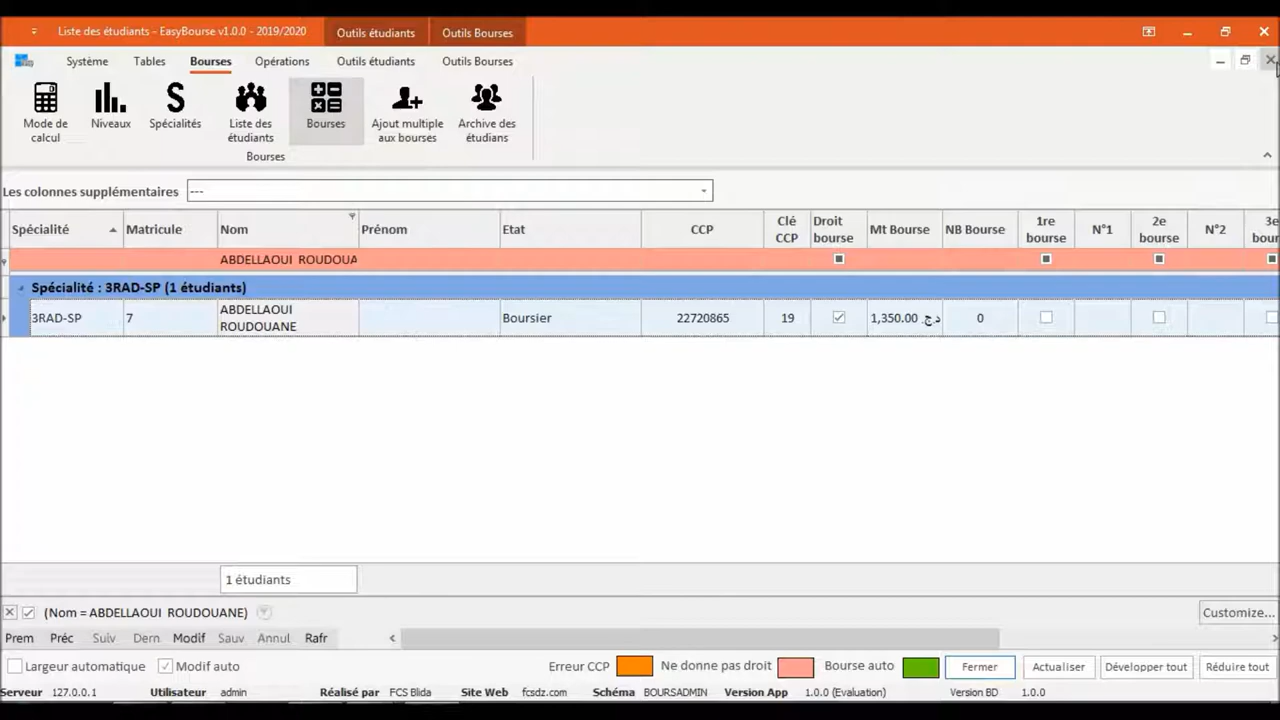 Liste des étudiants - EasyBourse v1.0.0 - 2019/2020
Outils étudiants
Outils Bourses
Système
Tables
Bourses
Opérations
Outils étudiants
Outils Bourses
Mode de
calcul
Niveaux
Spécialités
Liste des
étudiants
Bourses
Ajout multiple
aux bourses
Archive des
étudians
Bourses
Les colonnes supplémentaires
---
Spécialité
Matricule
Nom
Prénom
Etat
CCP
Clé
CCP
Droit
bourse
Mt Bourse
NB Bourse
1re
bourse
N°1
2e
bourse
N°2
3e
bour
ABDELLAOUI ROUDOUA
Spécialité : 3RAD-SP (1 étudiants)
3RAD-SP
7
ABDELLAOUI
ROUDOUANE
Boursier
22720865
19
1,350.00 د.ج.
0
1 étudiants
(Nom = ABDELLAOUI ROUDOUANE)
Customize...
Prem
Préc
Suiv
Dern
Modif
Sauv
Annul
Rafr
Largeur automatique
Modif auto
Erreur CCP
Ne donne pas droit
Bourse auto
Fermer
Actualiser
Développer tout
Réduire tout
Serveur 127.0.0.1
Utilisateur admin
Réalisé par FCS Blida
Site Web fcsdz.com
Schéma BOURSADMIN
Version App 1.0.0 (Evaluation)
Version BD 1.0.0